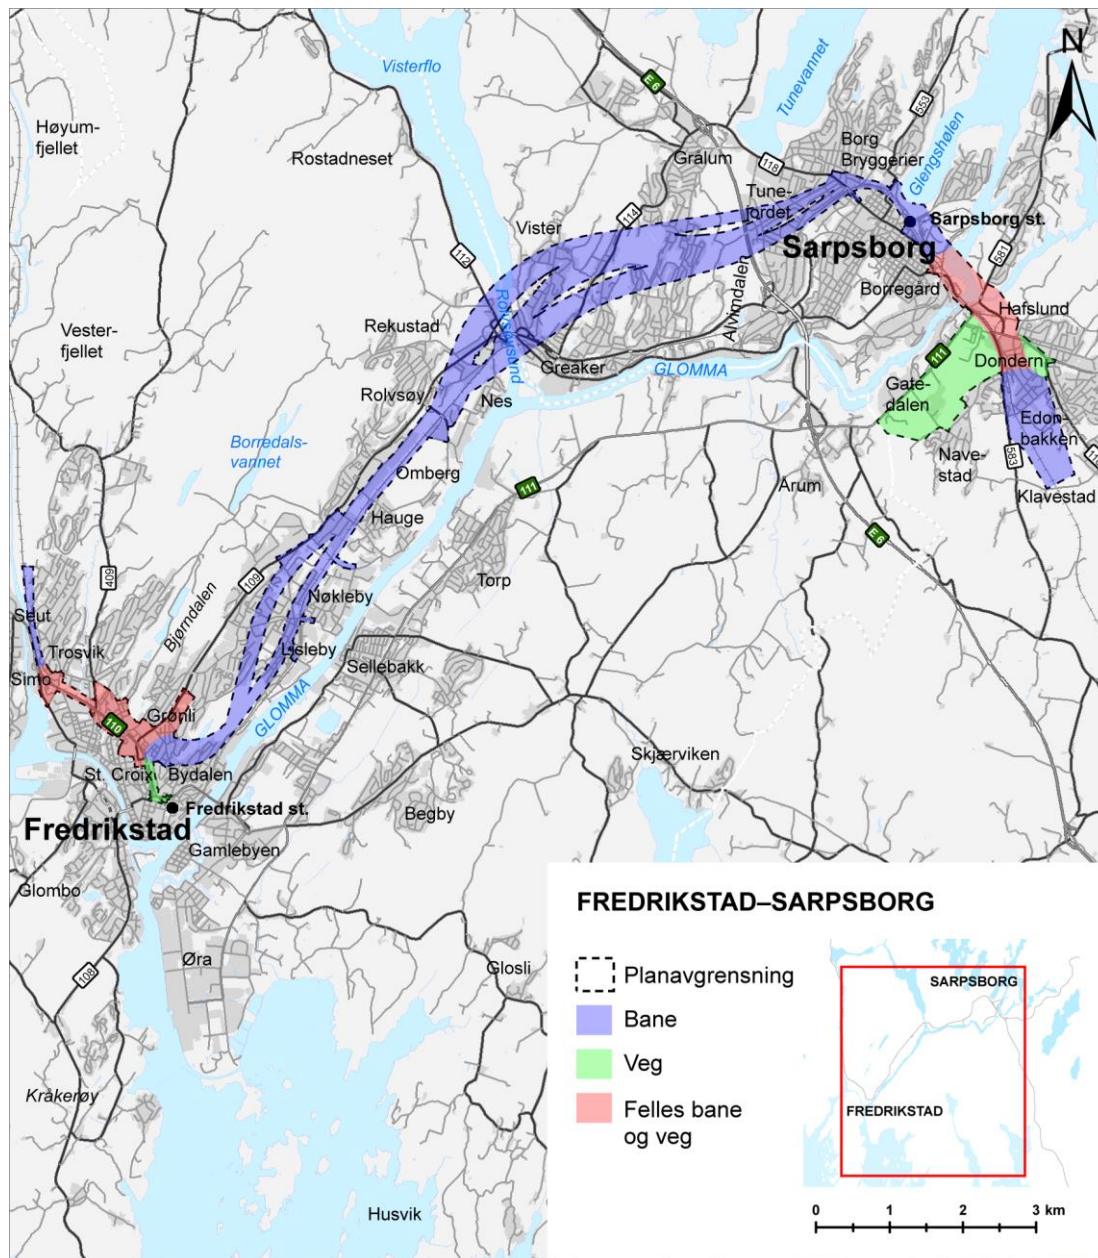 Visterflo
Tunevannet
N
E 6
553
Høyum-
fjellet
Rostadneset
Grålum
118
Borg
Bryggerier
Glengshølen
Tune-
jordet
Sarpsborg st.
Vister
114
Sarpsborg
581
112
Borregård
Alvimdalen
Hafslund
Rolvsøysund
Rekustad
Vester-
fjellet
Greaker
GLOMMA
111
Dondern
Rolvsøy
Nes
Gate-
dalen
Edon-
bakken
Borredals-
vannet
Omberg
111
Nave-
stad
583
Årum
Klavestad
Hauge
E 6
409
109
Torp
Bjørndalen
Nøkleby
Seut
Trosvik
Lisleby
Sellebakk
Simo
GLOMMA
110
Grønli
St. Croix
Bydalen
Skjærviken
Fredrikstad st.
Begby
Fredrikstad
Gamlebyen
Glombo
Øra
Glosli
108
Kråkerøy
Husvik
FREDRIKSTAD–SARPSBORG
Planavgrensning
Bane
Veg
Felles bane
og veg
SARPSBORG
FREDRIKSTAD
0 1 2 3 km